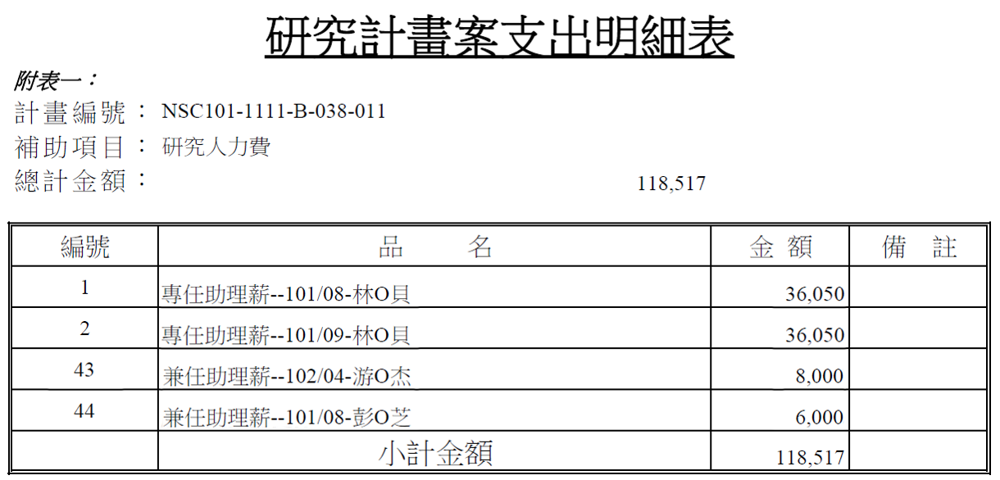 研究計畫案支出明細表
附表一：
計畫編號： NSC101-1111-B-038-011
補助項目： 研究人力費
總計金額： 118,517
編號 品 名 金 額 備 註
1 專任助理薪--101/08-林O貝 36,050
2 專任助理薪--101/09-林O貝 36,050
43 兼任助理薪--102/04-游O杰 8,000
44 兼任助理薪--101/08-彭O芝 6,000
小計金額 118,517